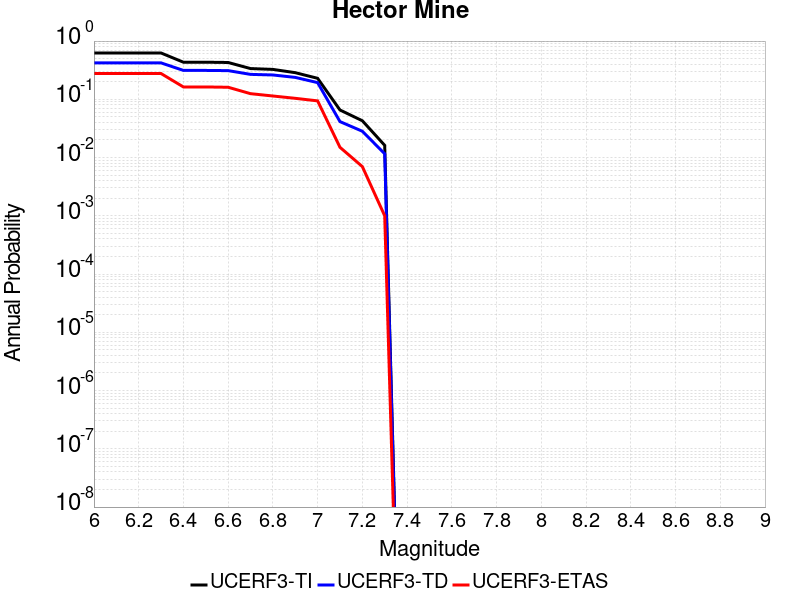 Hector Mine
10^0
10^-1
10^-2
10^-3
10^-4
10^-5
10^-6
10^-7
10^-8
Annual Probability
6 6.2 6.4 6.6 6.8 7 7.2 7.4 7.6 7.8 8 8.2 8.4 8.6 8.8 9
Magnitude
UCERF3-TI UCERF3-TD UCERF3-ETAS